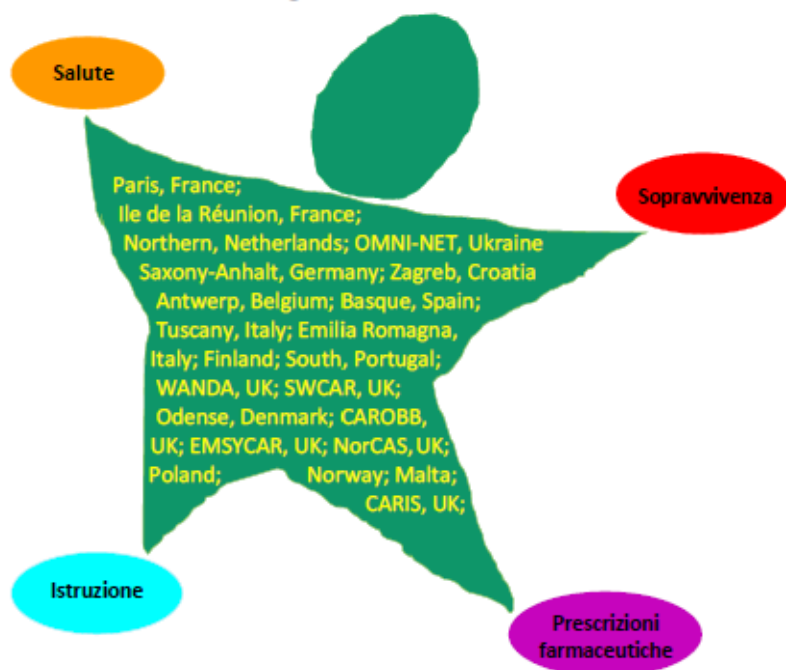 Salute
Sopravvivenza
Paris, France;
Ile de la Réunion, France;
Northern, Netherlands; OMNI-NET, Ukraine
Saxony-Anhalt, Germany; Zagreb, Croatia
Antwerp, Belgium; Basque, Spain;
Tuscany, Italy; Emilia Romagna,
Italy; Finland; South, Portugal;
WANDA, UK; SWCAR, UK;
Odense, Denmark; CAROBB,
UK; EMSYCAR, UK; NorCAS, UK;
Poland; Norway; Malta;
CARIS, UK;
Istruzione
Prescrizioni
farmaceutiche